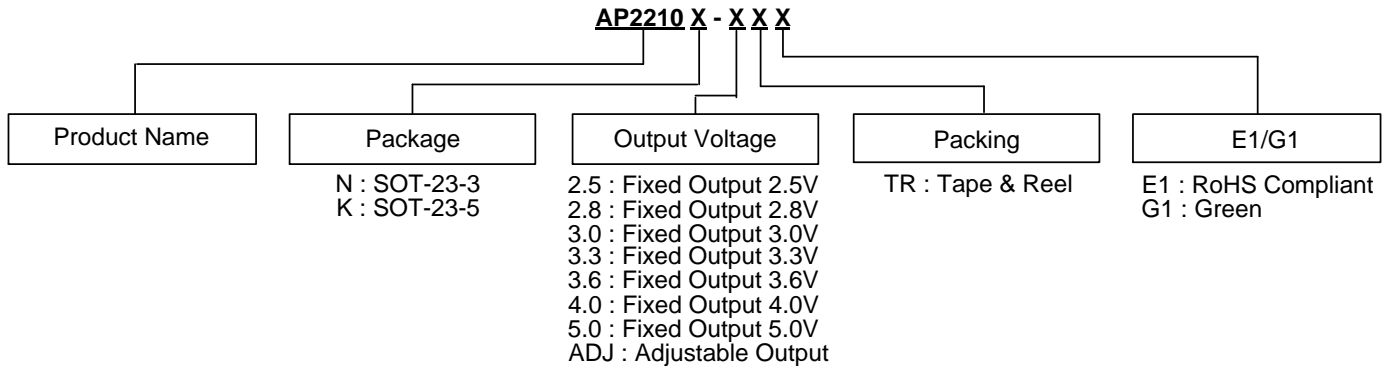 AP2210 X - X X X
Product Name
Package
Output Voltage
Packing
E1/G1
N : SOT-23-3
K : SOT-23-5
2.5 : Fixed Output 2.5V
2.8 : Fixed Output 2.8V
3.0 : Fixed Output 3.0V
3.3 : Fixed Output 3.3V
3.6 : Fixed Output 3.6V
4.0 : Fixed Output 4.0V
5.0 : Fixed Output 5.0V
ADJ : Adjustable Output
TR : Tape & Reel
E1 : RoHS Compliant
G1 : Green